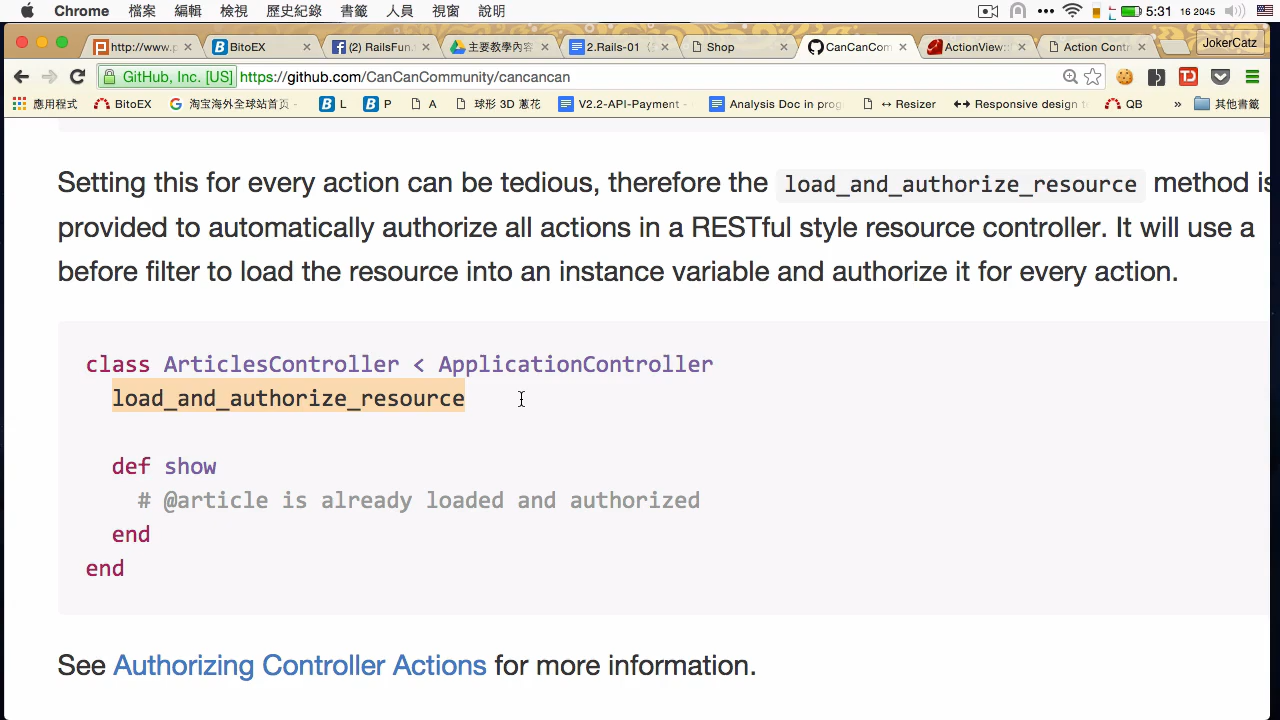 Chrome 檔案 編輯 檢視 歷史紀錄 書籤 人員 視窗 說明 5:31 16 2045
http://www.p BitoEX (2) RailsFun. 主要教學內容 2.Rails-01 Shop CanCanCom ActionView:: Action Contr JokerCatz
GitHub, Inc. [US] https://github.com/CanCanCommunity/cancancan
應用程式 BitoEX 淘宝海外全球站首页 - L P A 球形 3D 蔥花 V2.2-API-Payment - Analysis Doc in prog ↔ Resizer ↔ Responsive design t QB » 其他書籤
Setting this for every action can be tedious, therefore the load_and_authorize_resource method is
provided to automatically authorize all actions in a RESTful style resource controller. It will use a
before filter to load the resource into an instance variable and authorize it for every action.
class ArticlesController < ApplicationController
load_and_authorize_resource
def show
# @article is already loaded and authorized
end
end
See Authorizing Controller Actions for more information.